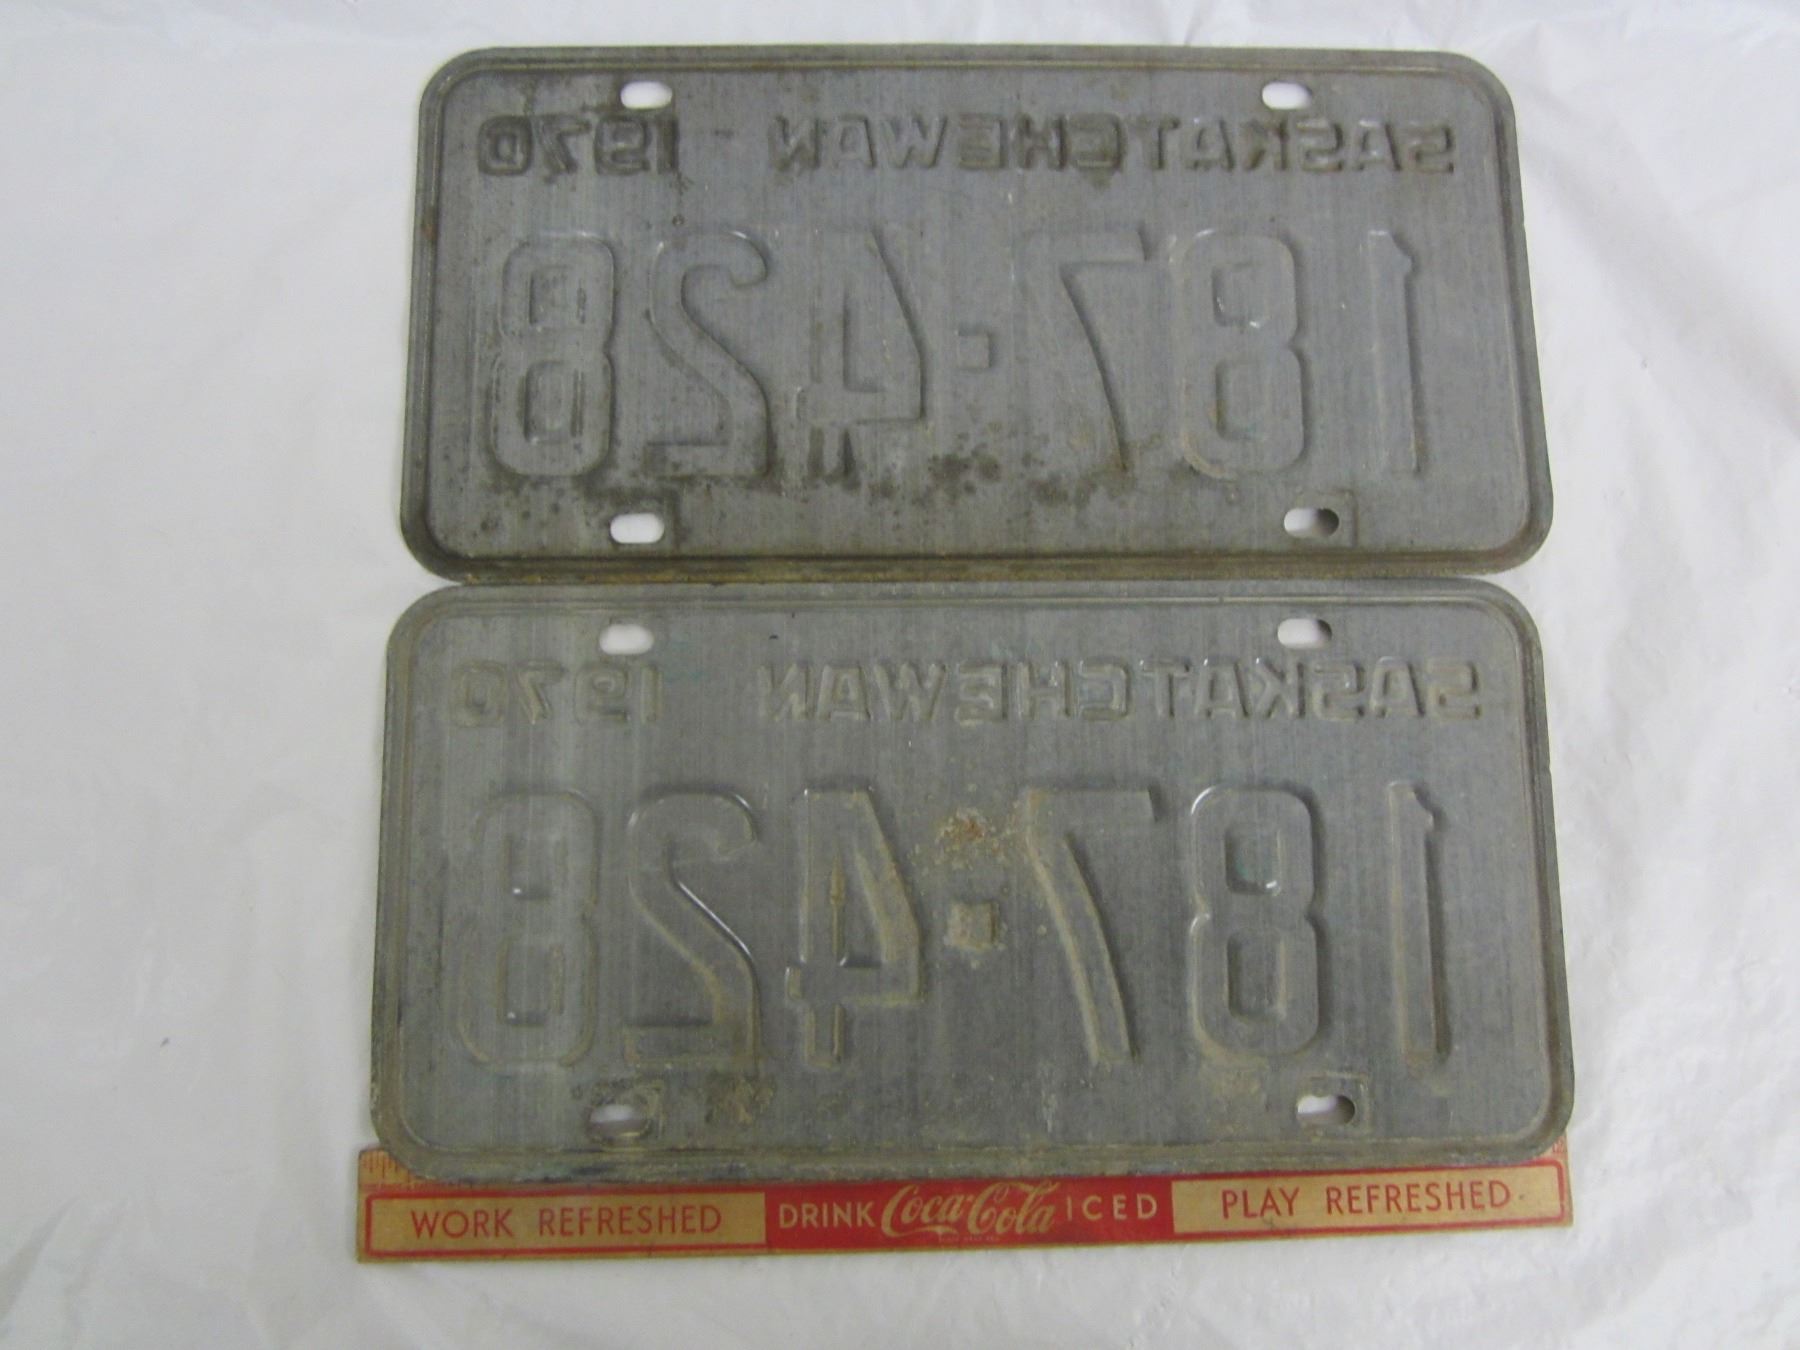 SASKATCHEWAN 1970
187-428
SASKATCHEWAN 1970
187-428
WORK REFRESHED DRINK Coca-Cola ICED PLAY REFRESHED